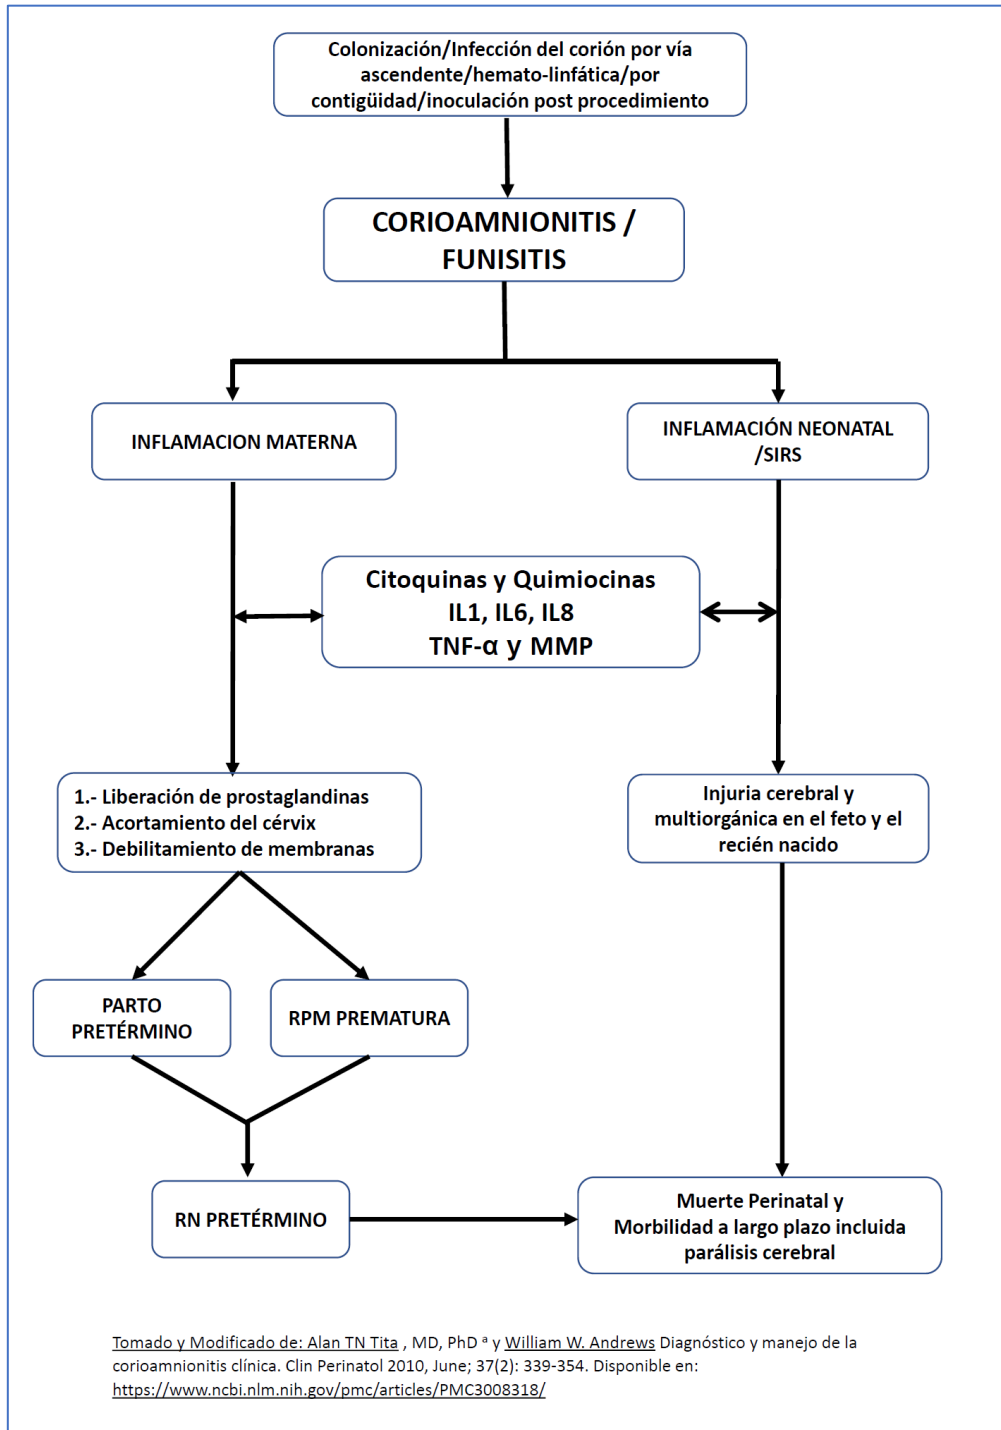 Colonización/Infección del corión por vía
ascendente/hemato-linfática/por
contigüidad/inoculación post procedimiento
CORIOAMNIONITIS /
FUNISITIS
INFLAMACION MATERNA
INFLAMACIÓN NEONATAL
/SIRS
Citoquinas y Quimiocinas
IL1, IL6, IL8
TNF-α y MMP
1.- Liberación de prostaglandinas
2.- Acortamiento del cérvix
3.- Debilitamiento de membranas
Injuria cerebral y
multiorgánica en el feto y el
recién nacido
PARTO
PRETÉRMINO
RPM PREMATURA
RN PRETÉRMINO
Muerte Perinatal y
Morbilidad a largo plazo incluida
parálisis cerebral
Tomado y Modificado de: Alan TN Tita , MD, PhD ª y William W. Andrews Diagnóstico y manejo de la
corioamnionitis clínica. Clin Perinatol 2010, June; 37(2): 339-354. Disponible en:
https://www.ncbi.nlm.nih.gov/pmc/articles/PMC3008318/